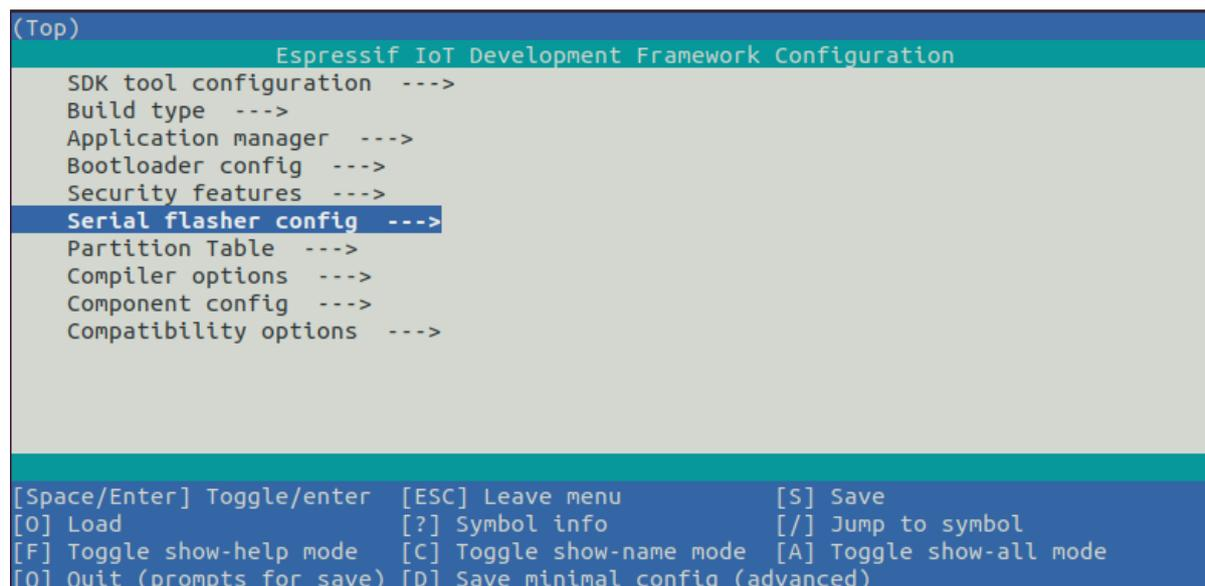 (Top)
Espressif IoT Development Framework Configuration
SDK tool configuration --->
Build type --->
Application manager --->
Bootloader config --->
Security features --->
Serial flasher config --->
Partition Table --->
Compiler options --->
Component config --->
Compatibility options --->
[Space/Enter] Toggle/enter [ESC] Leave menu [S] Save
[O] Load [?] Symbol info [/] Jump to symbol
[F] Toggle show-help mode [C] Toggle show-name mode [A] Toggle show-all mode
[Q] Quit (prompts for save) [D] Save minimal config (advanced)